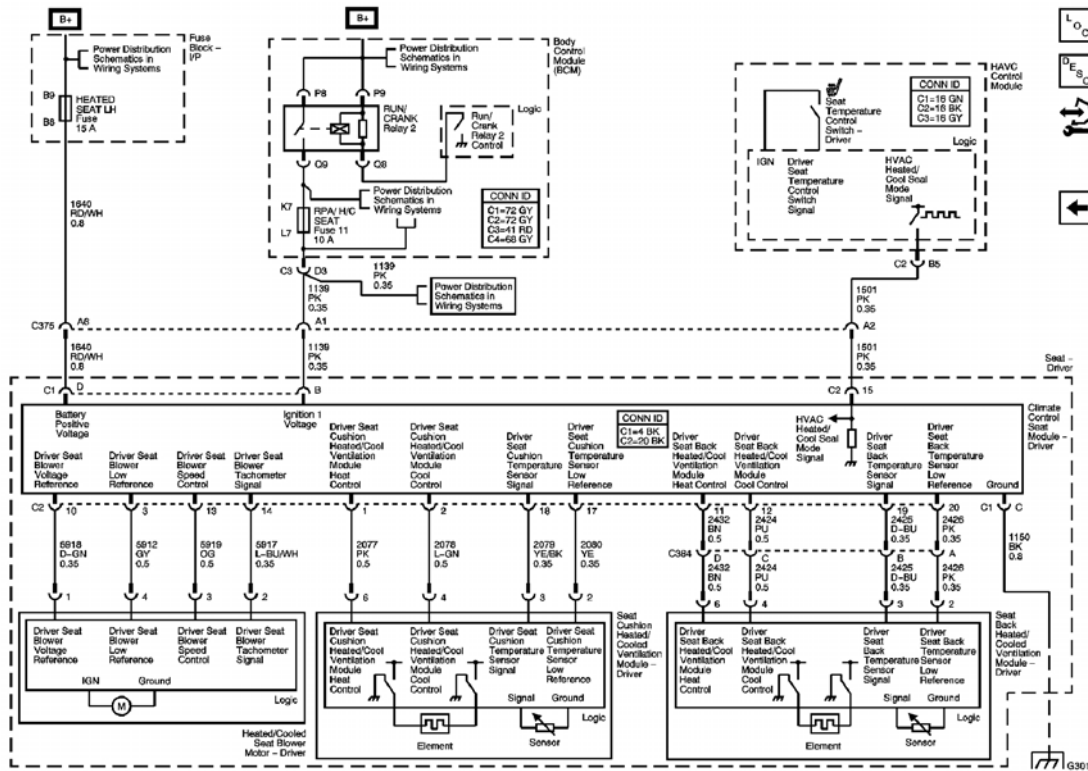 B+
B+
Power Distribution
Schematics in
Wiring Systems
Fuse
Block –
I/P
B9
HEATED
SEAT LH
Fuse
15 A
B8
Power Distribution
Schematics in
Wiring Systems
Body
Control
Module
(BCM)
P8
P9
RUN/
CRANK
Relay 2
Logic
Run/
Crank
Relay 2
Control
Q9
Q8
Power Distribution
Schematics in
Wiring Systems
K7
RPA/ H/C
SEAT
Fuse 11
10 A
L7
CONN ID
C1=72 GY
C2=72 GY
C3=41 RD
C4=68 GY
C3
D3
1139
PK
0.35
1139
PK
0.35
Power Distribution
Schematics in
Wiring Systems
HAVC
Control
Module
CONN ID
C1=16 GN
C2=16 BK
C3=16 GY
Seat
Temperature
Control
Switch –
Driver
Logic
IGN
Driver
Seat
Temperature
Control
Switch
Signal
HVAC
Heated/
Cool Seal
Mode
Signal
C2
B5
1501
PK
0.35
1640
RD/WH
0.8
C375
A6
A1
A2
1640
RD/WH
0.8
1139
PK
0.35
1501
PK
0.35
Seat –
Driver
C1
D
B
C2
15
Battery
Positive
Voltage
Ignition 1
Voltage
CONN ID
C1=4 BK
C2=20 BK
HVAC
Heated/
Cool Seal
Mode
Signal
Climate
Control
Seat
Module –
Driver
Driver Seat
Blower
Voltage
Reference
Driver Seat
Blower
Low
Reference
Driver Seat
Blower
Speed
Control
Driver Seat
Blower
Tachometer
Signal
Driver Seat
Cushion
Heated/Cool
Ventilation
Module
Heat
Control
Driver Seat
Cushion
Heated/Cool
Ventilation
Module
Cool
Control
Driver
Seat
Cushion
Temperature
Sensor
Signal
Driver
Seat
Cushion
Temperature
Sensor
Low
Reference
Driver
Seat Back
Heated/Cool
Ventilation
Module
Heat Control
Driver
Seat Back
Heated/Cool
Ventilation
Module
Cool Control
Driver
Seat
Back
Temperature
Sensor
Signal
Driver
Seat
Back
Temperature
Sensor
Low
Reference
Ground
C2
10
3
13
14
1
2
18
17
11
12
19
20
C1
C
5918
D-GN
0.35
5912
GY
0.5
5919
OG
0.5
5917
L-BU/WH
0.35
2077
PK
0.5
2078
L-GN
0.5
2079
YE/BK
0.35
2080
YE
0.35
2432
BN
0.5
2424
PU
0.5
2425
D-BU
0.35
2426
PK
0.35
1150
BK
0.8
C384
D
C
B
A
2432
BN
0.5
2424
PU
0.5
2425
D-BU
0.35
2426
PK
0.35
1
4
3
2
6
4
3
2
6
4
3
2
Driver Seat
Blower
Voltage
Reference
Driver Seat
Blower
Low
Reference
Driver Seat
Blower
Speed
Control
Driver Seat
Blower
Tachometer
Signal
IGN
Ground
M
Logic
Heated/Cooled
Seat Blower
Motor – Driver
Driver Seat
Cushion
Heated/Cool
Ventilation
Module
Heat
Control
Driver Seat
Cushion
Heated/Cool
Ventilation
Module
Cool
Control
Driver Seat
Cushion
Temperature
Sensor
Signal
Driver Seat
Cushion
Temperature
Sensor
Low
Reference
Signal
Ground
Logic
Element
Sensor
Seat
Cushion
Heated/
Cooled
Ventilation
Module –
Driver
Driver
Seat Back
Heated/Cool
Ventilation
Module
Heat
Control
Driver
Seat Back
Heated/Cool
Ventilation
Module
Cool
Control
Driver
Seat
Back
Temperature
Sensor
Signal
Driver
Seat Back
Temperature
Sensor
Low
Reference
Signal
Ground
Logic
Element
Sensor
Seat
Back
Heated/
Cooled
Ventilation
Module –
Driver